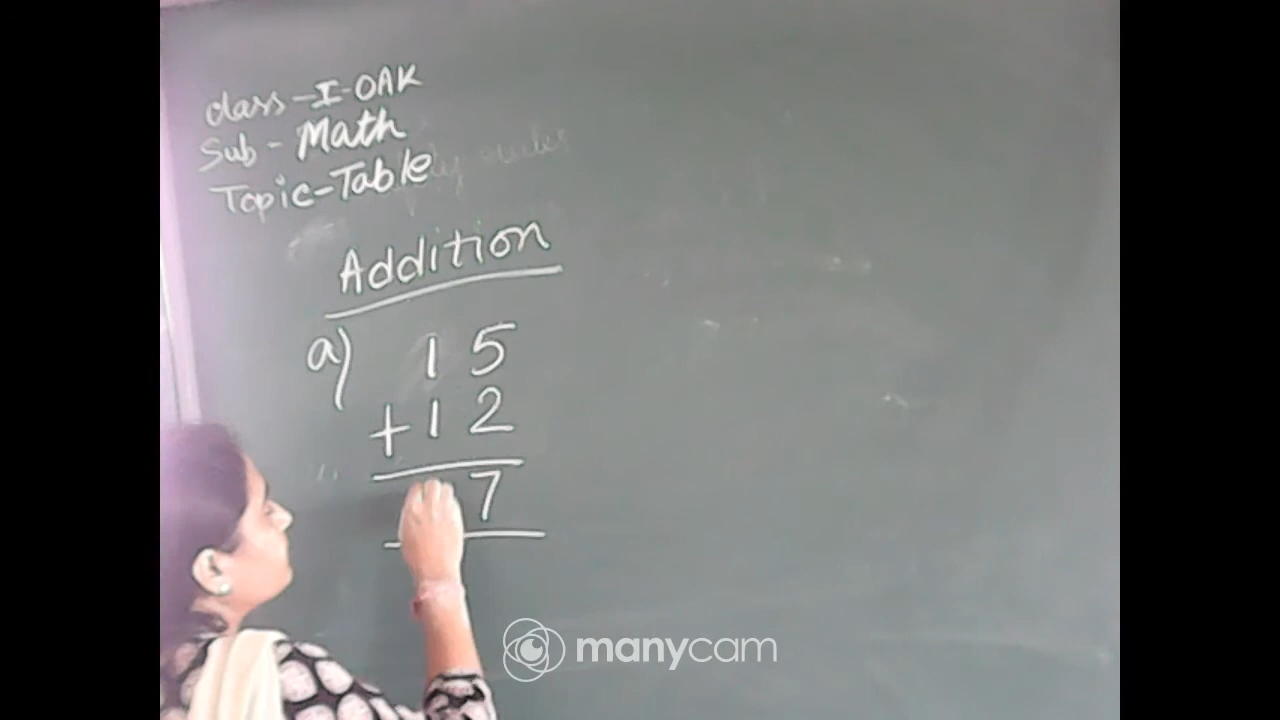 class - I - OAK
Sub - Math
Topic - Table
Addition
a) 15
+12
7
manycam